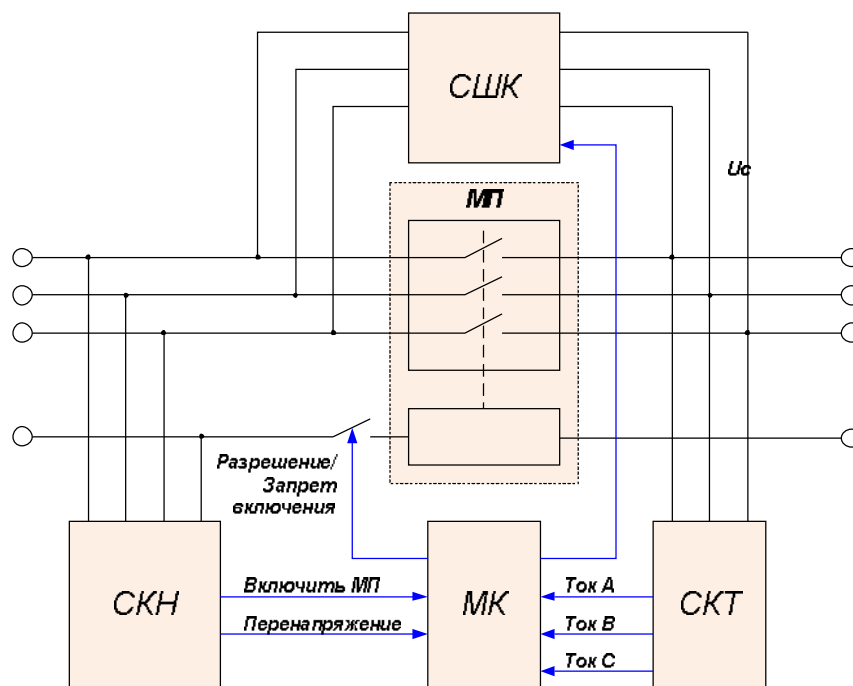 СШК
Uc
МП
Разрешение/
Запрет
включения
СКН
Включить МП
Перенапряжение
МК
Ток А
Ток В
Ток С
СКТ